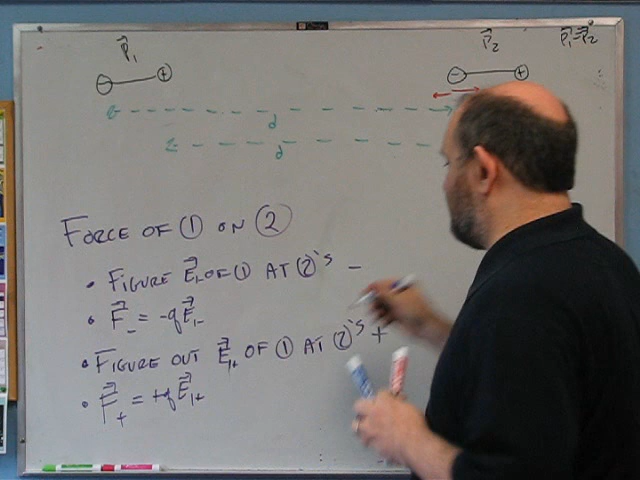 P⃗₁
P⃗₂
P⃗₁=P⃗₂
- +
- +
d
d
FORCE OF ① ON ②
• FIGURE E⃗₁₋ OF ① AT ②'s −
• F⃗₋ = -qE⃗₁₋
• FIGURE OUT E⃗₁₊ OF ① AT ②'s +
• F⃗₊ = +qE⃗₁₊